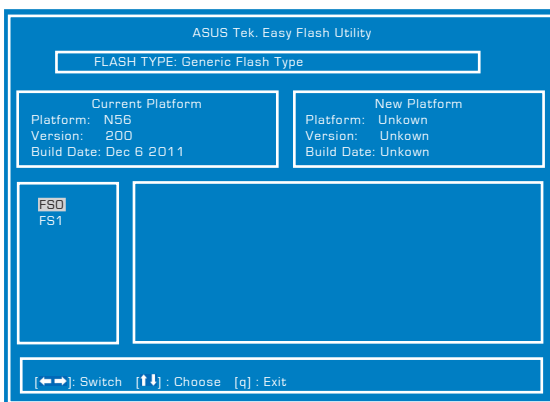 ASUS Tek. Easy Flash Utility
FLASH TYPE: Generic Flash Type
Current Platform
Platform: N56
Version: 200
Build Date: Dec 6 2011
New Platform
Platform: Unkown
Version: Unkown
Build Date: Unkown
FS0
FS1
[←→]: Switch [↑↓] : Choose [q] : Exit